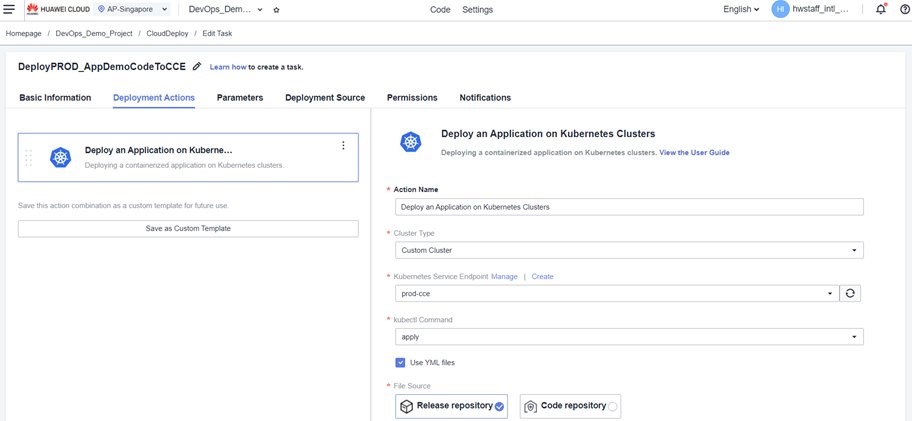 HUAWEI CLOUD AP-Singapore DevOps_Dem... Code Settings English HI hwstaff_intl_...
Homepage / DevOps_Demo_Project / CloudDeploy / Edit Task
DeployPROD_AppDemoCodeToCCE Learn how to create a task.
Basic Information Deployment Actions Parameters Deployment Source Permissions Notifications
Deploy an Application on Kuberne...
Deploying a containerized application on Kubernetes clusters.
Save this action combination as a custom template for future use.
Save as Custom Template
Deploy an Application on Kubernetes Clusters
Deploying a containerized application on Kubernetes clusters. View the User Guide
* Action Name
Deploy an Application on Kubernetes Clusters
* Cluster Type
Custom Cluster
* Kubernetes Service Endpoint Manage | Create
prod-cce
* kubectl Command
apply
Use YML files
* File Source
Release repository Code repository